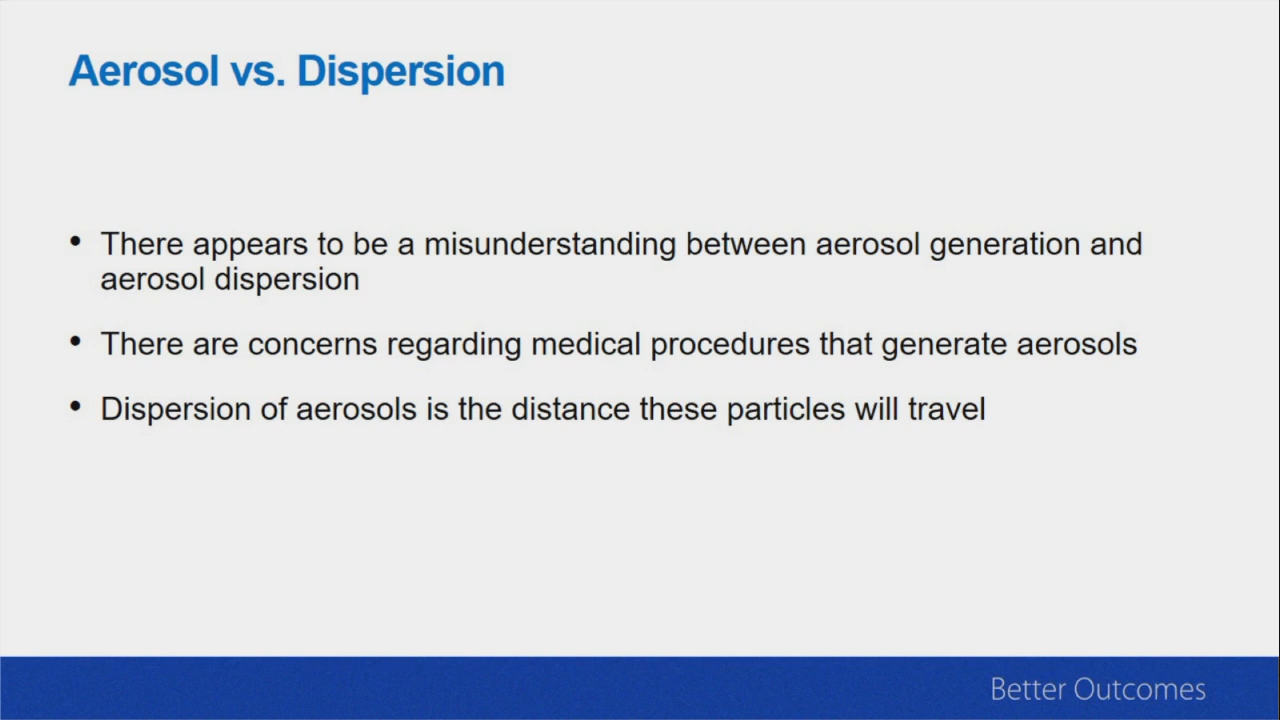 Aerosol vs. Dispersion
• There appears to be a misunderstanding between aerosol generation and
aerosol dispersion
• There are concerns regarding medical procedures that generate aerosols
• Dispersion of aerosols is the distance these particles will travel
Better Outcomes